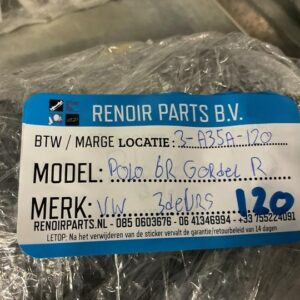 RENOIR PARTS B.V.
BTW / MARGE LOCATIE: 3-A35A-120
MODEL: Polo 6R Gordel R
MERK: VW 3deurs 120
RENOIRPARTS.NL - 085 0603676 - 06 41346994 - +33 755224091
LETOP: Na het verwijderen van de sticker vervalt de garantie/retourbeleid van 14 dagen